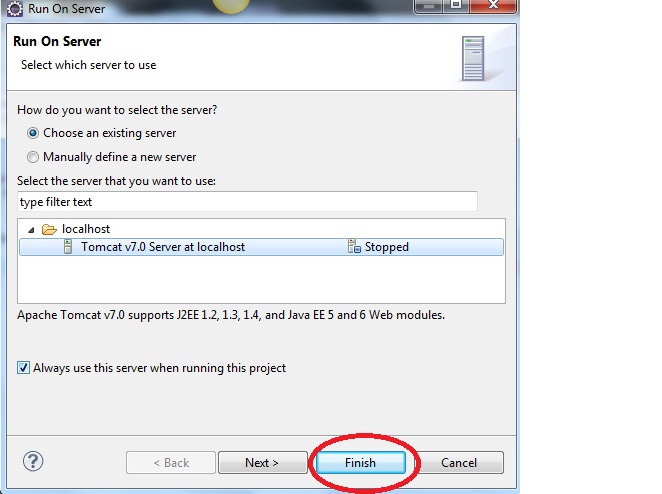 Run On Server
Run On Server
Select which server to use
How do you want to select the server?
Choose an existing server
Manually define a new server
Select the server that you want to use:
type filter text
localhost
Tomcat v7.0 Server at localhost Stopped
Apache Tomcat v7.0 supports J2EE 1.2, 1.3, 1.4, and Java EE 5 and 6 Web modules.
Always use this server when running this project
? < Back Next > Finish Cancel